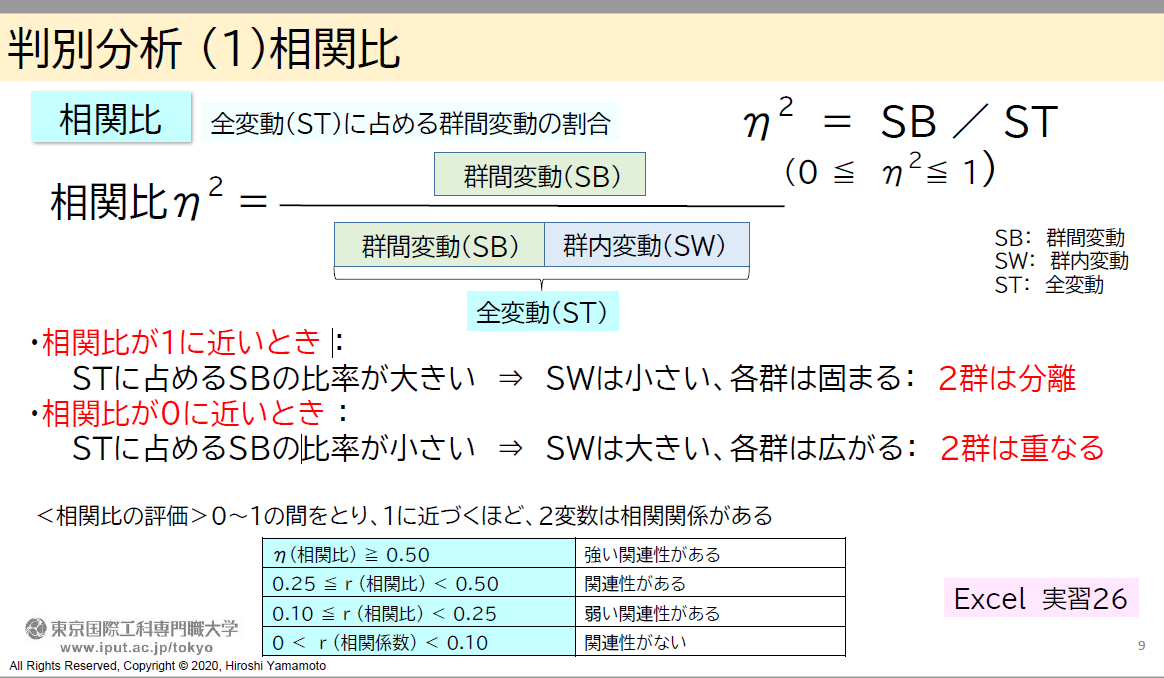 判別分析 (1)相関比
相関比 全変動(ST)に占める群間変動の割合
η² = SB / ST
(0 ≦ η² ≦ 1)
相関比η² =
群間変動(SB)
群間変動(SB) 群内変動(SW)
全変動(ST)
SB: 群間変動
SW: 群内変動
ST: 全変動
・相関比が1に近いとき :
STに占めるSBの比率が大きい ⇒ SWは小さい、各群は固まる: 2群は分離
・相関比が0に近いとき :
STに占めるSBの比率が小さい ⇒ SWは大きい、各群は広がる: 2群は重なる
<相関比の評価>0~1の間をとり、1に近づくほど、2変数は相関関係がある
η(相関比) ≧ 0.50 強い関連性がある
0.25 ≦ r(相関比) < 0.50 関連性がある
0.10 ≦ r(相関比) < 0.25 弱い関連性がある
0 < r(相関係数) < 0.10 関連性がない
Excel 実習26
東京国際工科専門職大学
www.iput.ac.jp/tokyo
9
All Rights Reserved, Copyright © 2020, Hiroshi Yamamoto